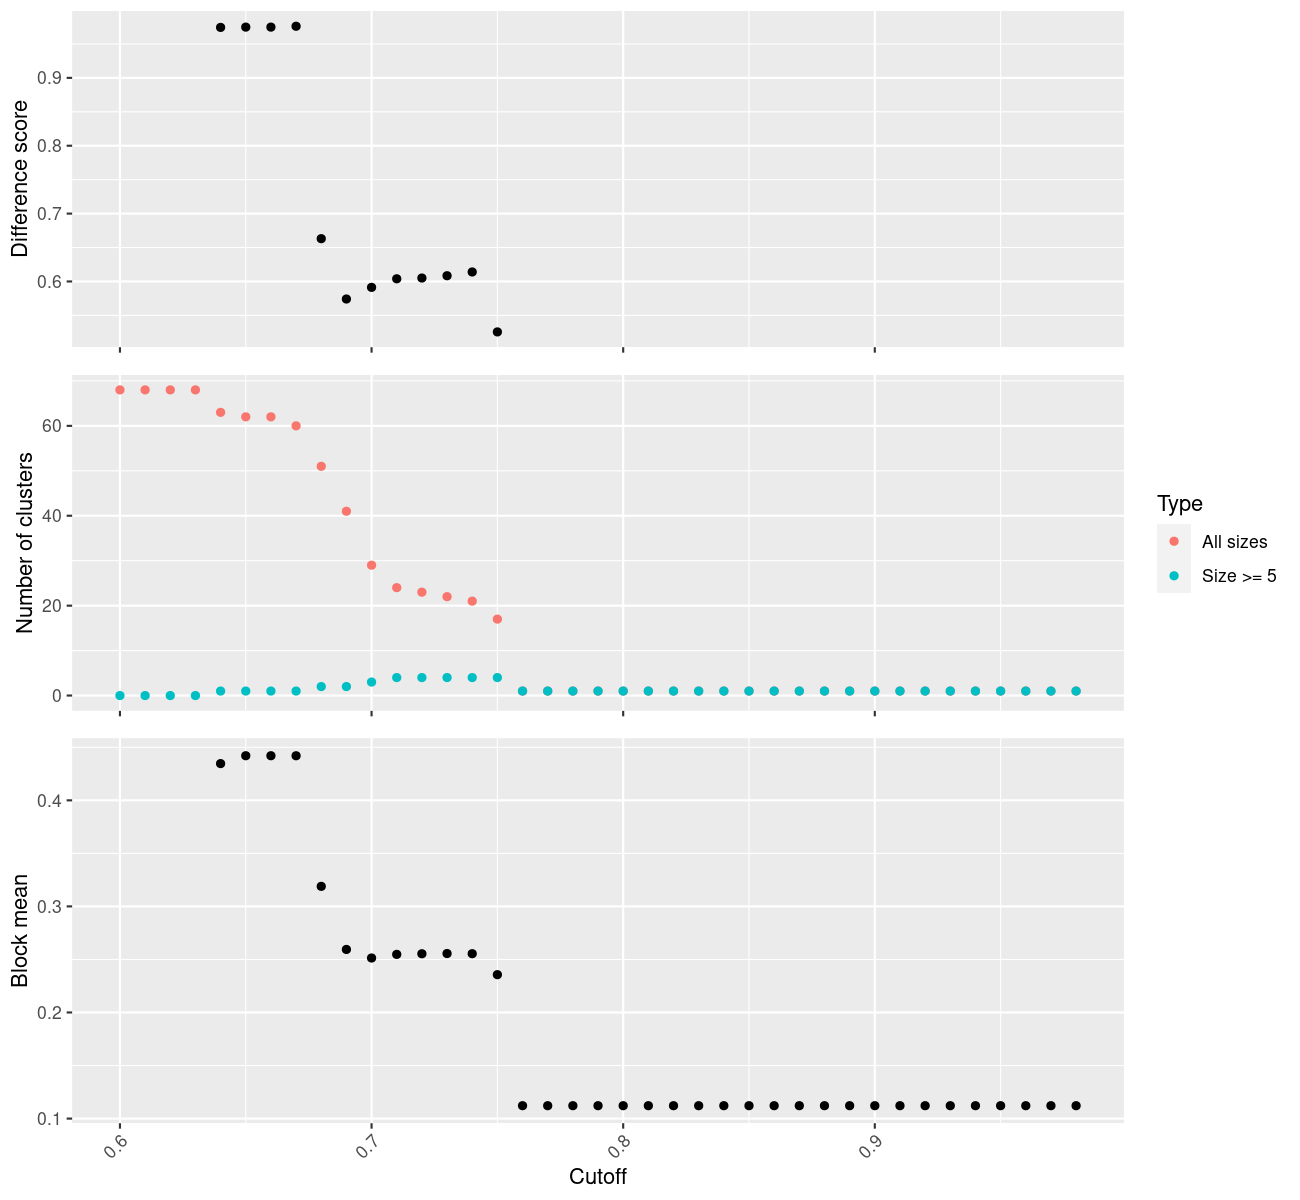 Difference score
0.9
0.8
0.7
0.6
Number of clusters
60
40
20
0
Type
All sizes
Size >= 5
Block mean
0.4
0.3
0.2
0.1
0.6
0.7
0.8
0.9
Cutoff